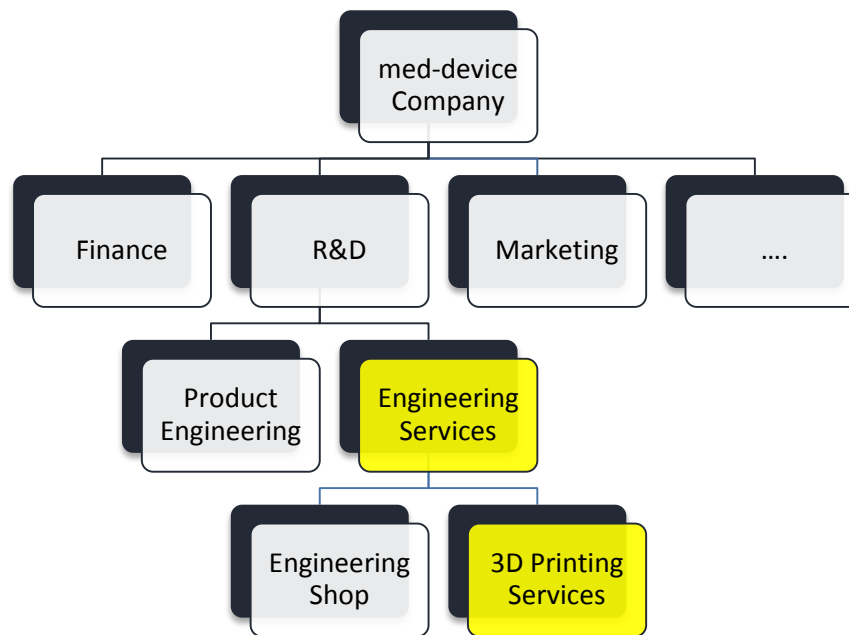 med-device
Company
Finance
R&D
Marketing
....
Product
Engineering
Engineering
Services
Engineering
Shop
3D Printing
Services